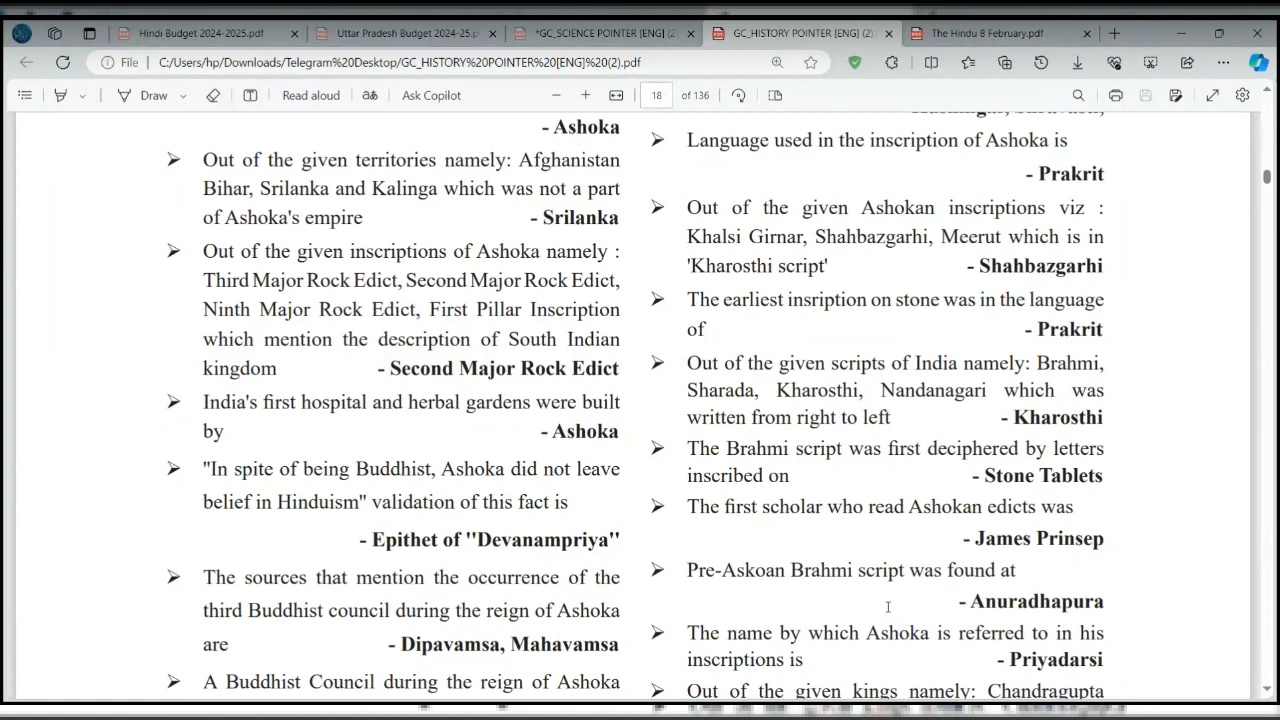 Hindi Budget 2024-2025.pdf
Uttar Pradesh Budget 2024-25.p
*GC_SCIENCE POINTER [ENG] (2)
GC_HISTORY POINTER [ENG] (2)
The Hindu 8 February.pdf
File
C:/Users/hp/Downloads/Telegram%20Desktop/GC_HISTORY%20POINTER%20[ENG]%20(2).pdf
Draw
Read aloud
Ask Copilot
18
of 136
- Ashoka
Out of the given territories namely: Afghanistan
Bihar, Srilanka and Kalinga which was not a part
of Ashoka's empire - Srilanka
Out of the given inscriptions of Ashoka namely :
Third Major Rock Edict, Second Major Rock Edict,
Ninth Major Rock Edict, First Pillar Inscription
which mention the description of South Indian
kingdom - Second Major Rock Edict
India's first hospital and herbal gardens were built
by - Ashoka
"In spite of being Buddhist, Ashoka did not leave
belief in Hinduism" validation of this fact is
- Epithet of "Devanampriya"
The sources that mention the occurrence of the
third Buddhist council during the reign of Ashoka
are - Dipavamsa, Mahavamsa
A Buddhist Council during the reign of Ashoka
Language used in the inscription of Ashoka is
- Prakrit
Out of the given Ashokan inscriptions viz :
Khalsi Girnar, Shahbazgarhi, Meerut which is in
'Kharosthi script' - Shahbazgarhi
The earliest insription on stone was in the language
of - Prakrit
Out of the given scripts of India namely: Brahmi,
Sharada, Kharosthi, Nandanagari which was
written from right to left - Kharosthi
The Brahmi script was first deciphered by letters
inscribed on - Stone Tablets
The first scholar who read Ashokan edicts was
- James Prinsep
Pre-Askoan Brahmi script was found at
- Anuradhapura
The name by which Ashoka is referred to in his
inscriptions is - Priyadarsi
Out of the given kings namely: Chandragupta